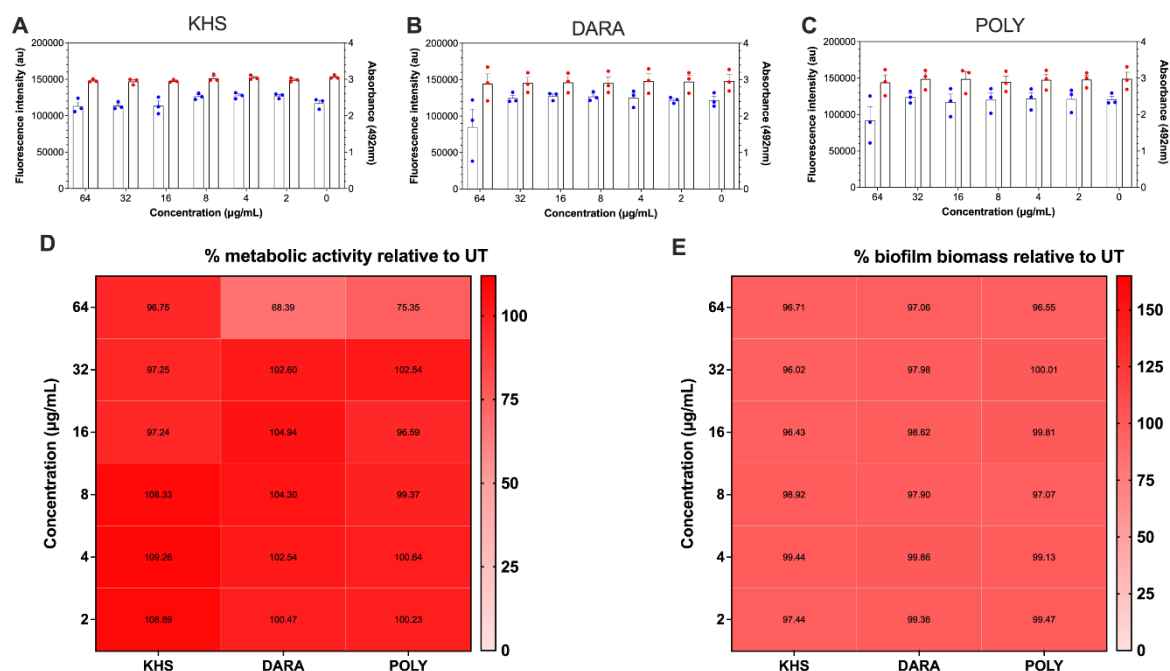 A
KHS
200000
150000
100000
50000
0
Fluorescence intensity (au)
4
3
2
1
0
Absorbance (492nm)
64 32 16 8 4 2 0
Concentration (µg/mL)
B
DARA
200000
150000
100000
50000
0
Fluorescence intensity (au)
4
3
2
1
0
Absorbance (492nm)
64 32 16 8 4 2 0
Concentration (µg/mL)
C
POLY
200000
150000
100000
50000
0
Fluorescence intensity (au)
4
3
2
1
0
Absorbance (492nm)
64 32 16 8 4 2 0
Concentration (µg/mL)
D
% metabolic activity relative to UT
Concentration (µg/mL)
64 96.75 68.39 75.35
32 97.25 102.60 102.54
16 97.24 104.94 96.59
8 108.33 104.30 99.37
4 109.26 102.54 100.64
2 108.89 100.47 100.23
KHS DARA POLY
100
75
50
25
0
E
% biofilm biomass relative to UT
Concentration (µg/mL)
64 96.71 97.06 96.55
32 96.02 97.98 100.01
16 96.43 98.62 99.81
8 98.92 97.90 97.07
4 99.44 99.86 99.13
2 97.44 99.36 99.47
KHS DARA POLY
150
100
50
0